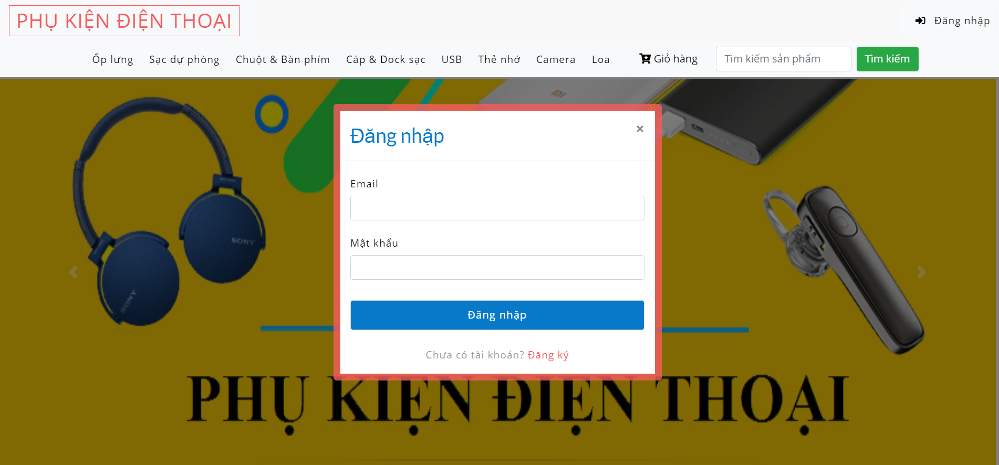 PHỤ KIỆN ĐIỆN THOẠI
Đăng nhập
Ốp lưng Sạc dự phòng Chuột & Bàn phím Cáp & Dock sạc USB Thẻ nhớ Camera Loa Giỏ hàng Tìm kiếm sản phẩm Tìm kiếm
Đăng nhập ×
Email
Mật khẩu
Đăng nhập
Chưa có tài khoản? Đăng ký
SONY
SONY
PHỤ KIỆN ĐIỆN THOẠI